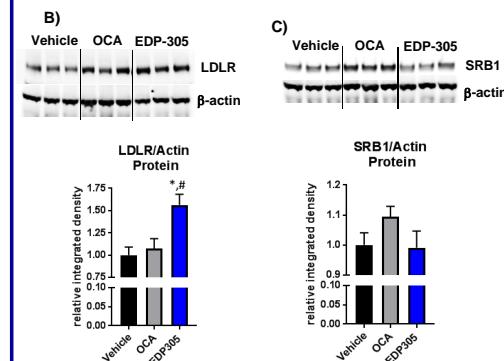 B)
Vehicle OCA EDP-305
LDLR
β-actin
LDLR/Actin
Protein
relative integrated density
1.75
1.50
1.25
1.00
0.75
0.10
0.05
0.00
*,#
Vehicle
OCA
EDP305
C)
Vehicle OCA EDP-305
SRB1
β-actin
SRB1/Actin
Protein
relative integrated density
1.2
1.1
1.0
0.9
0.10
0.05
0.00
Vehicle
OCA
EDP305